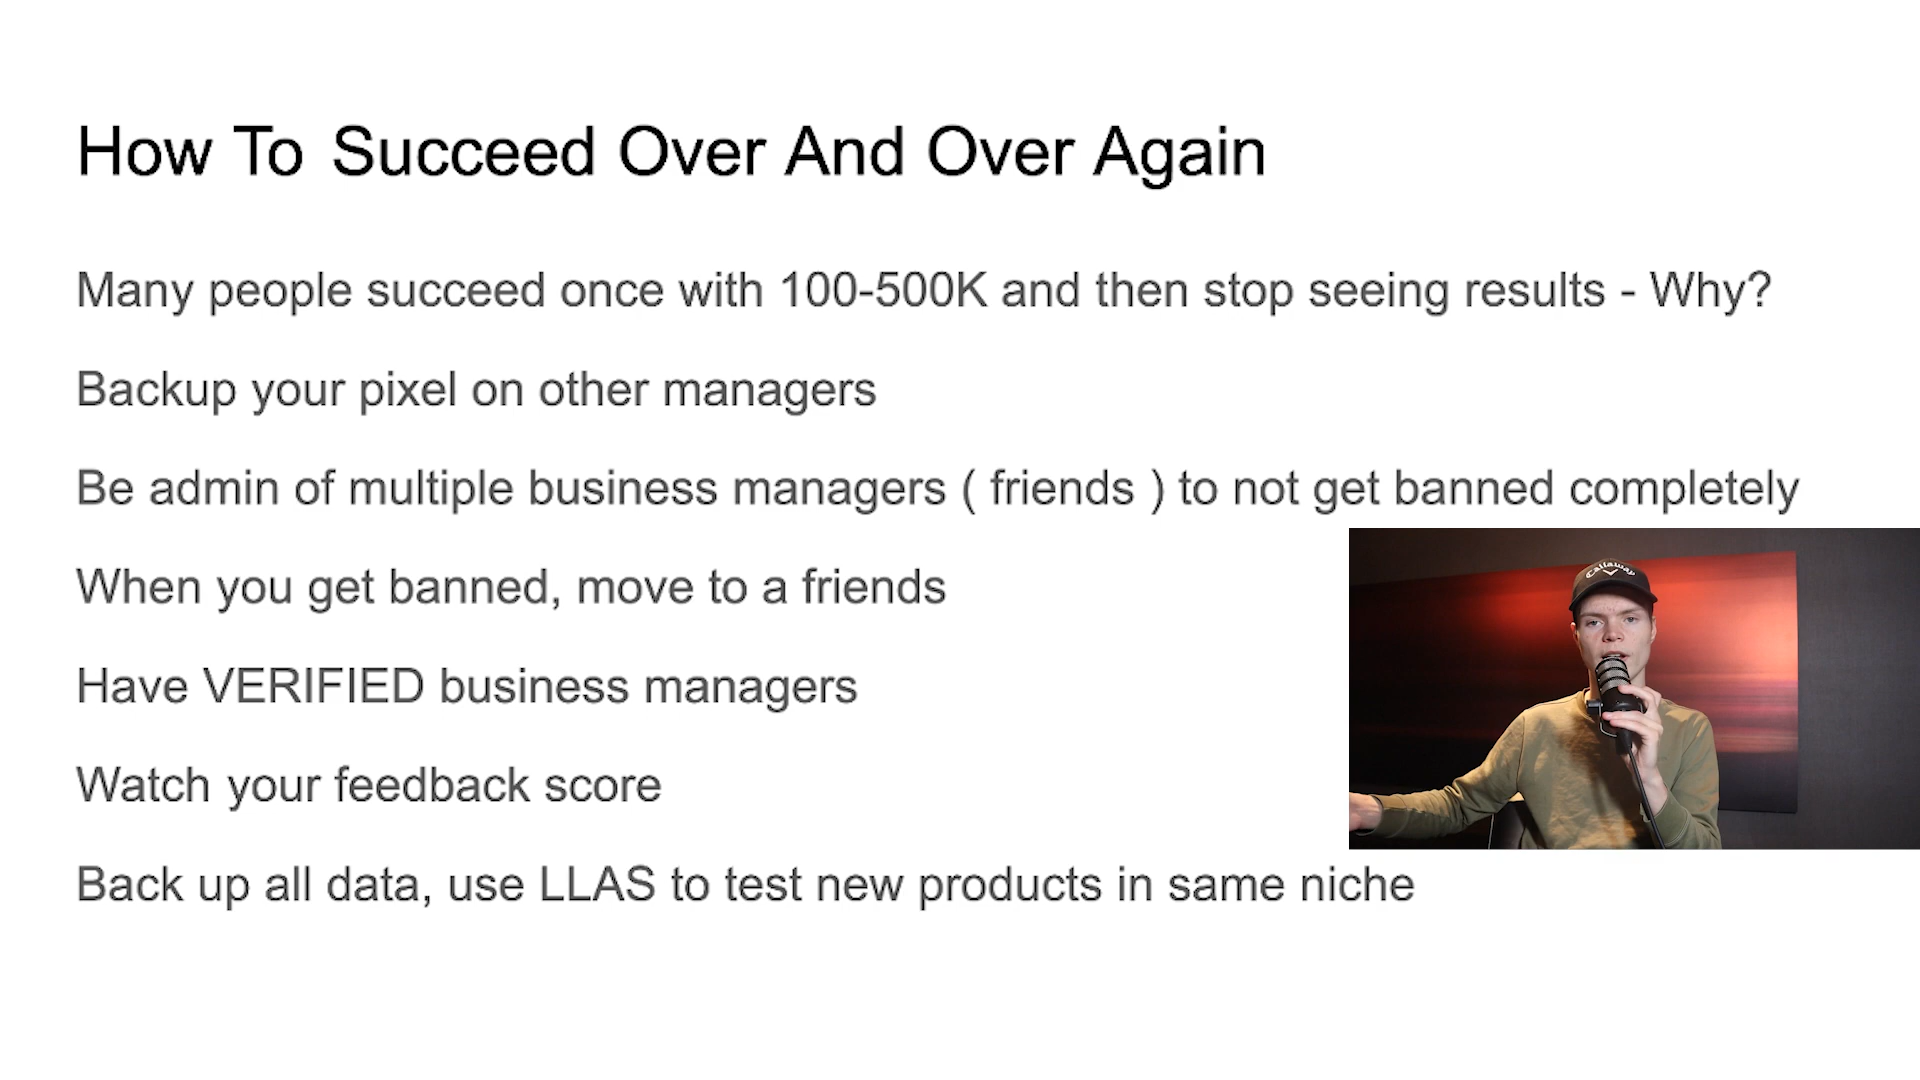 How To Succeed Over And Over Again
Many people succeed once with 100-500K and then stop seeing results - Why?
Backup your pixel on other managers
Be admin of multiple business managers ( friends ) to not get banned completely
When you get banned, move to a friends
Have VERIFIED business managers
Callaway
Watch your feedback score
Back up all data, use LLAS to test new products in same niche